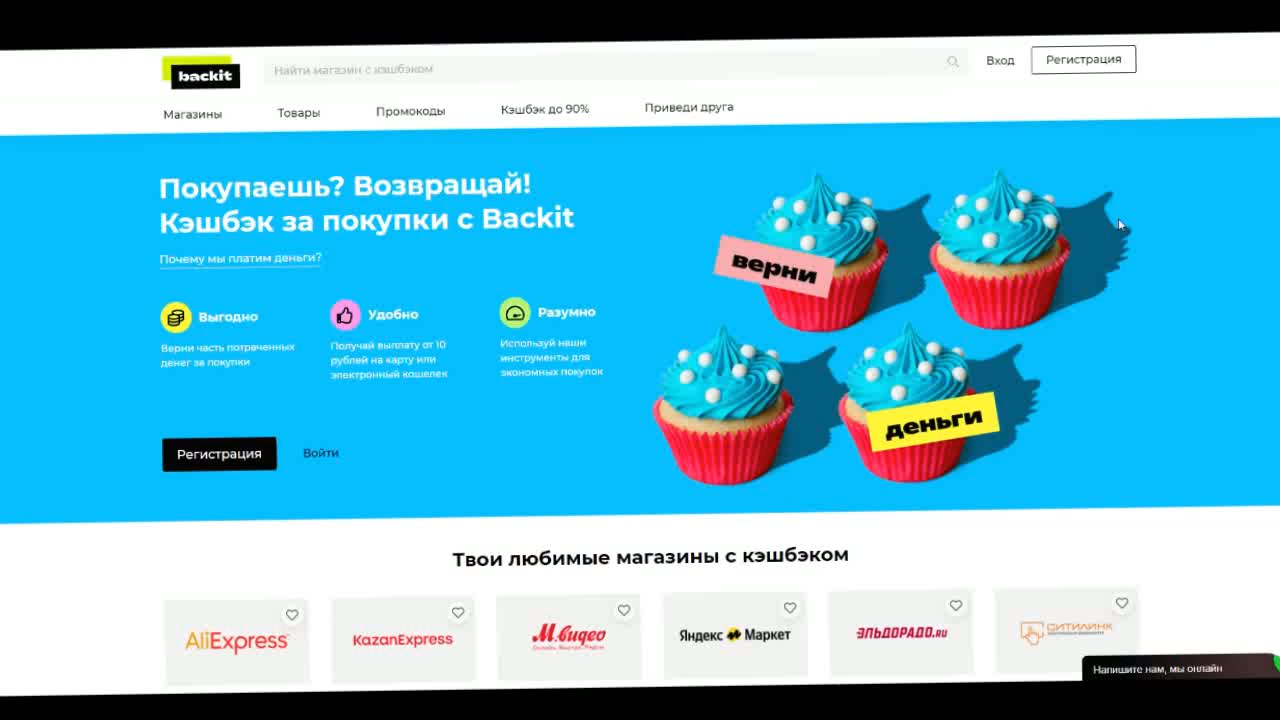 backit
Найти магазин с кэшбэком
Вход
Регистрация
Магазины
Товары
Промокоды
Кэшбэк до 90%
Приведи друга
Покупаешь? Возвращай!
Кэшбэк за покупки с Backit
Почему мы платим деньги?
Выгодно
Верни часть потраченных
денег за покупки
Удобно
Получай выплату от 10
рублей на карту или
электронный кошелек
Разумно
Используй наши
инструменты для
экономных покупок
верни
деньги
Регистрация
Войти
Твои любимые магазины с кэшбэком
AliExpress
KazanExpress
М.видео
Яндекс Маркет
ЭЛЬДОРАДО.RU
СИТИЛИНК
Напишите нам, мы онлайн